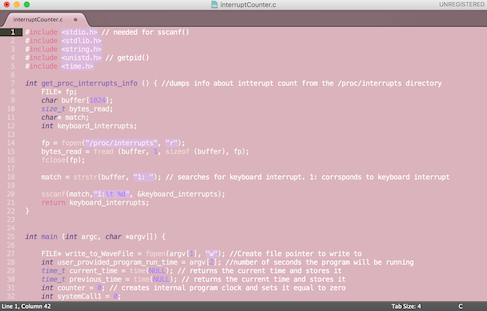 interruptCounter.c
UNREGISTERED
interruptCounter.c
1 #include <stdio.h> // needed for sscanf()
2 #include <stdlib.h>
3 #include <string.h>
4 #include <unistd.h> // getpid()
5 #include <time.h>
6
7
8 int get_proc_interrupts_info () { //dumps info about intterupt count from the /proc/interrupts directory
9 FILE* fp;
10 char buffer[1024];
11 size_t bytes_read;
12 char* match;
13 int keyboard_interrupts;
14
15 fp = fopen("/proc/interrupts", "r");
16 bytes_read = fread (buffer, , sizeof (buffer), fp);
17 fclose(fp);
18
19 match = strstr(buffer, "1: "); // searches for keyboard interrupt. 1: corrsponds to keyboard interrupt
20
21 sscanf(match,"1:\t %d", &keyboard_interrupts);
22 return keyboard_interrupts;
23 }
24
25
26 int main (int argc, char *argv[]) {
27
28 FILE* write_to_WaveFile = fopen(argv[ ], "w"); //Create file pointer to write to
29 int user_provided_program_run_time = argv[ ]; //number of seconds the program will be running
30 time_t current_time = time(NULL); // returns the current time and stores it
31 time_t previous_time = time(NULL); // returns the current time and stores it
32 int counter = 0; // creates internal program clock and sets it equal to zero
int systemCall1 = 0;
Line 1, Column 42
Tab Size: 4
C